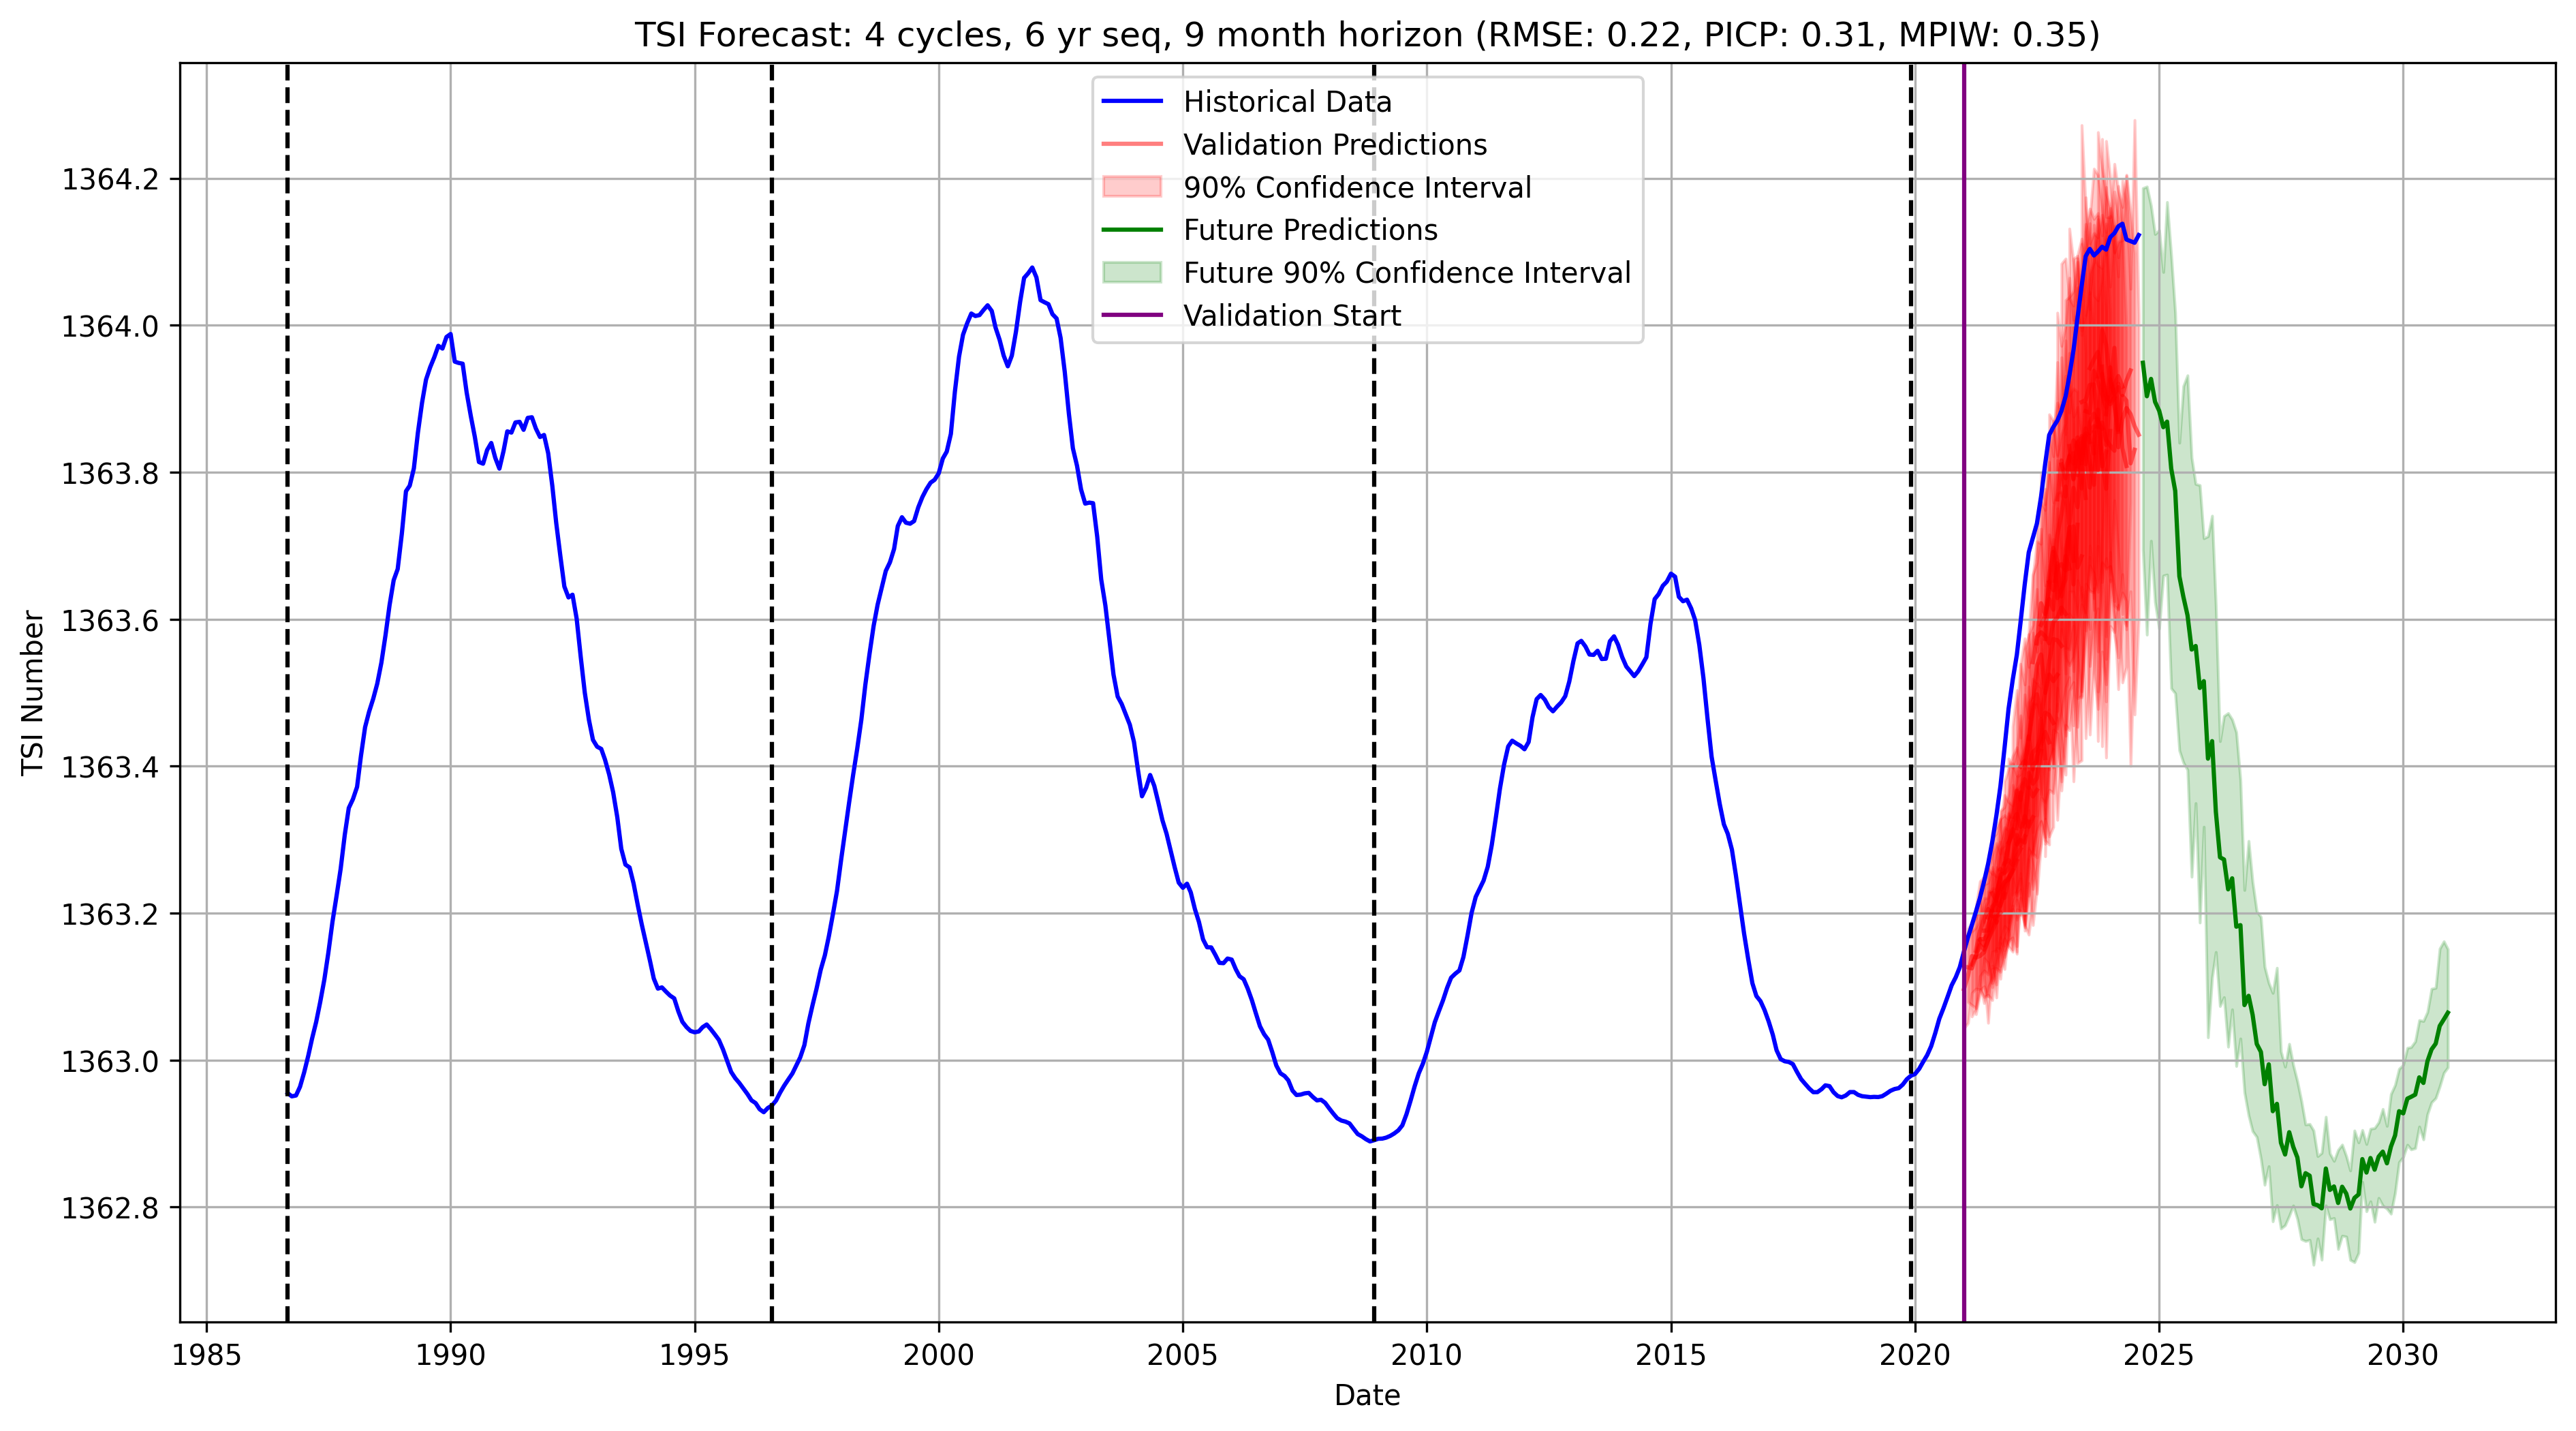 TSI Forecast: 4 cycles, 6 yr seq, 9 month horizon (RMSE: 0.22, PICP: 0.31, MPIW: 0.35)
Historical Data
Validation Predictions
90% Confidence Interval
Future Predictions
Future 90% Confidence Interval
Validation Start
TSI Number
1364.2
1364.0
1363.8
1363.6
1363.4
1363.2
1363.0
1362.8
1985 1990 1995 2000 2005 2010 2015 2020 2025 2030
Date